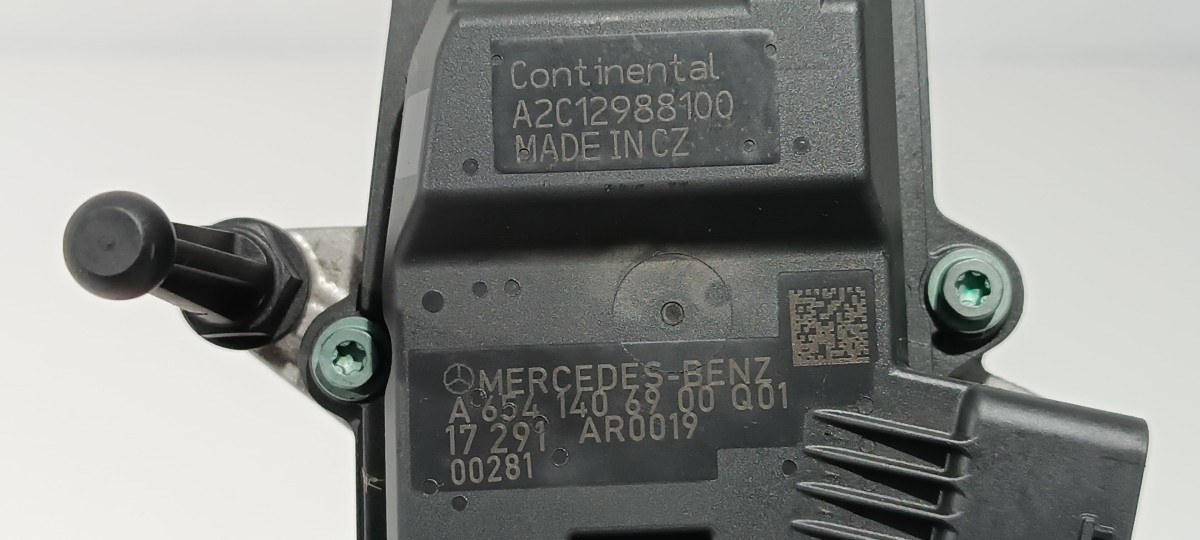 Continental
A2C12988100
MADE IN CZ
MERCEDES-BENZ
A 654 140 69 00 Q01
17 291 AR0019
00281